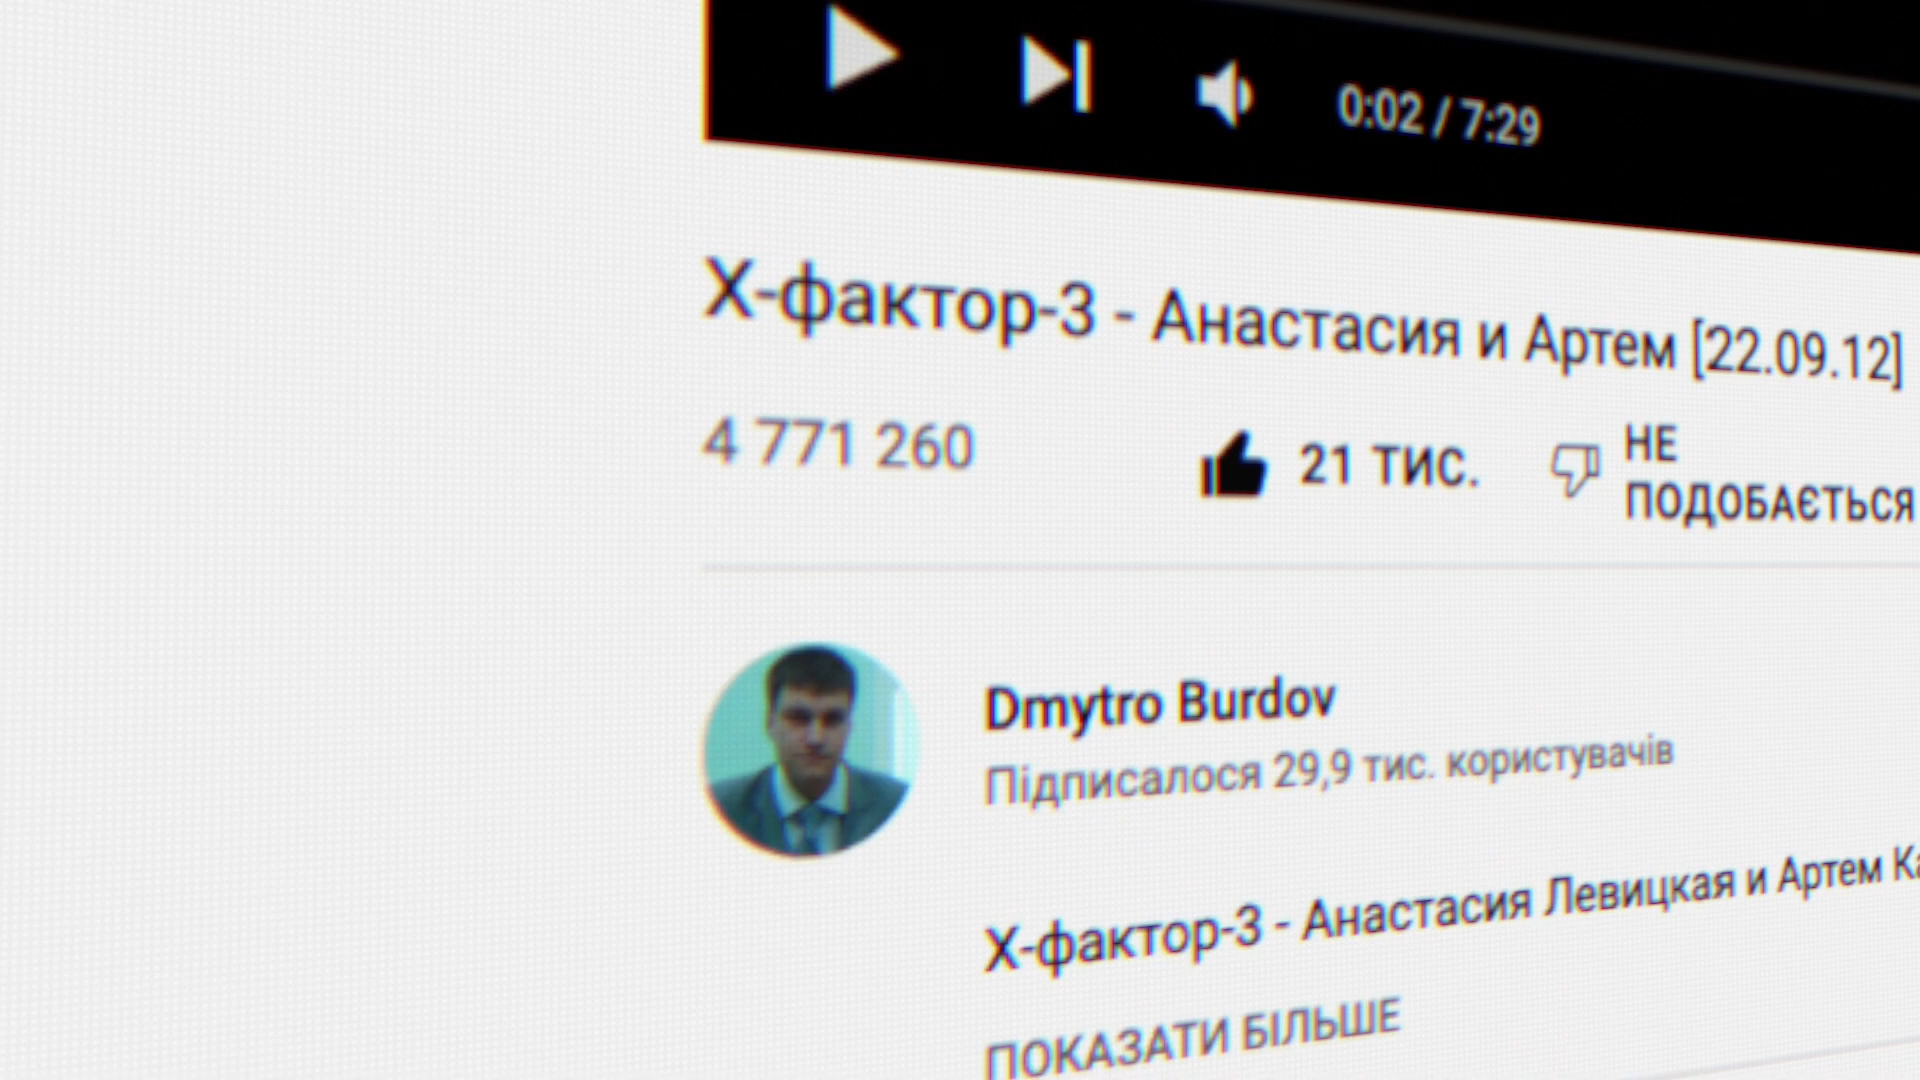 0:02 / 7:29
Х-фактор-3 - Анастасия и Артем [22.09.12]
4 771 260
21 ТИС.
НЕ
ПОДОБАЄТЬСЯ
Dmytro Burdov
Підписалося 29,9 тис. користувачів
Х-фактор-3 - Анастасия Левицкая и Артем
ПОКАЗАТИ БІЛЬШЕ